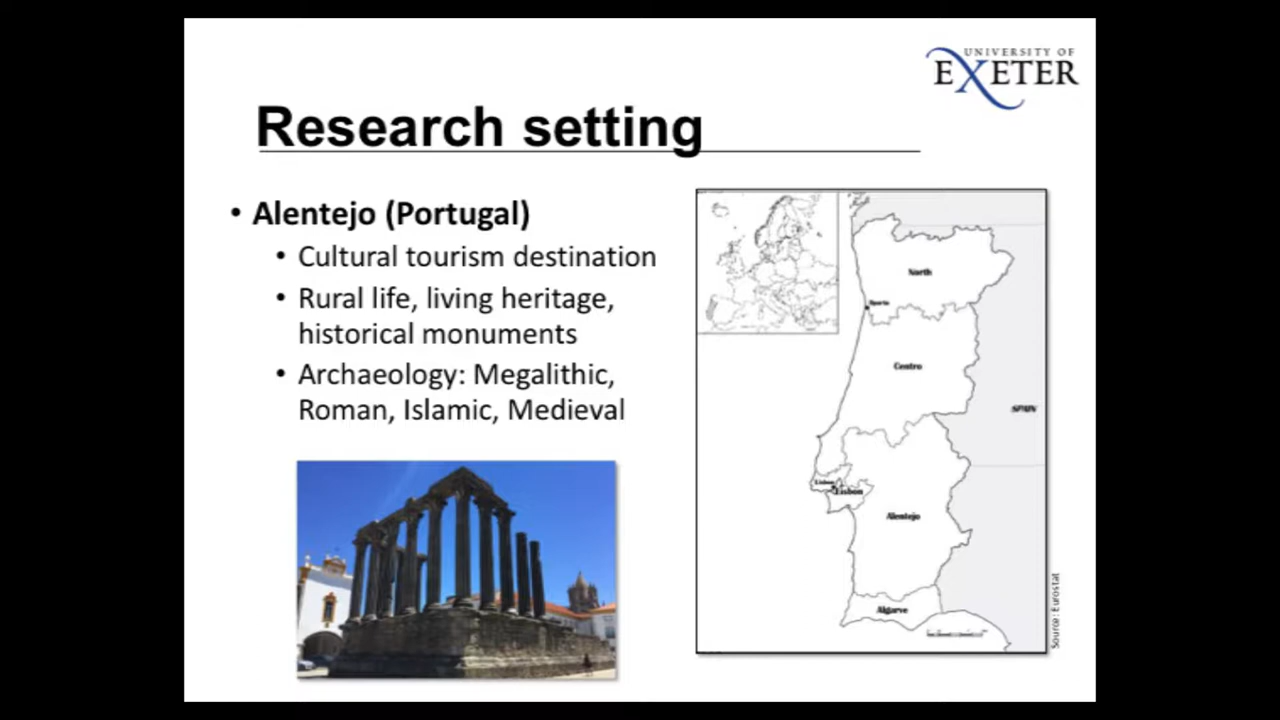 UNIVERSITY OF
EXETER
Research setting
• Alentejo (Portugal)
• Cultural tourism destination
• Rural life, living heritage,
historical monuments
• Archaeology: Megalithic,
Roman, Islamic, Medieval
North
Centro
SPAIN
Lisbon
Lisbon
Alentejo
Algarve
Source: Eurostat